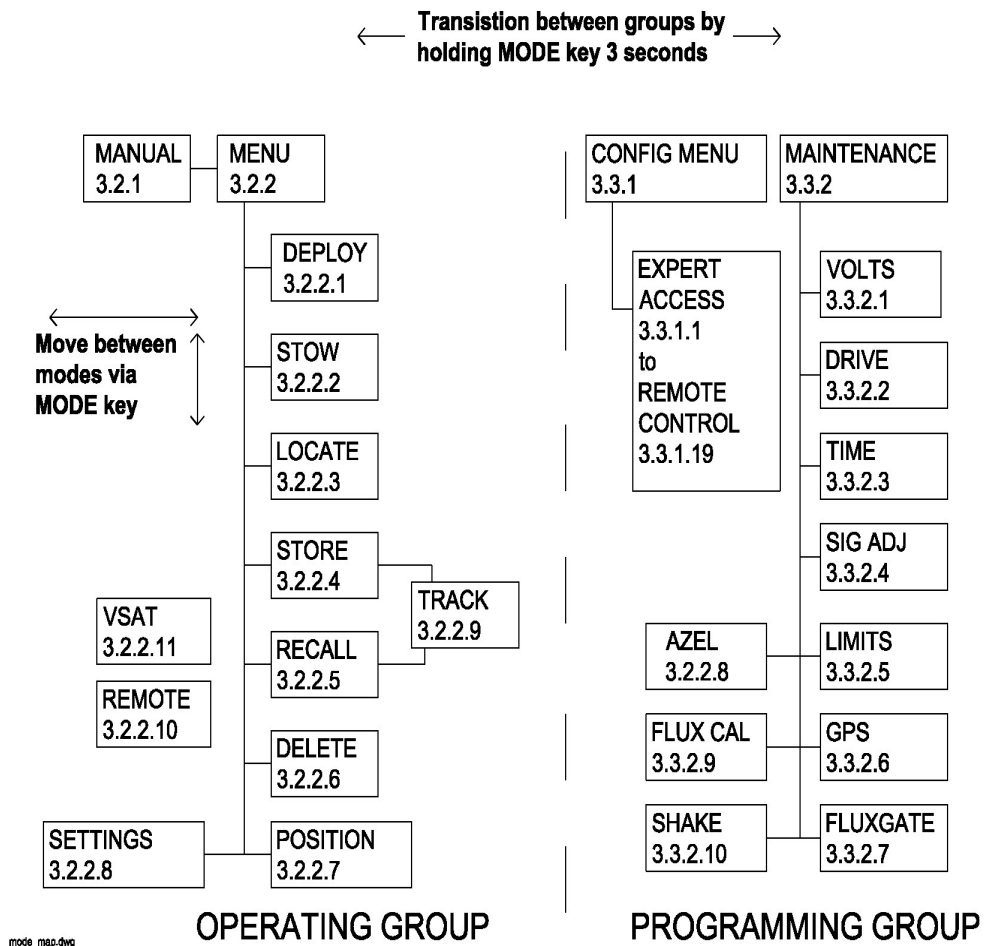 Transistion between groups by
holding MODE key 3 seconds
MANUAL
3.2.1
MENU
3.2.2
DEPLOY
3.2.2.1
STOW
3.2.2.2
LOCATE
3.2.2.3
STORE
3.2.2.4
RECALL
3.2.2.5
TRACK
3.2.2.9
DELETE
3.2.2.6
POSITION
3.2.2.7
Move between
modes via
MODE key
VSAT
3.2.2.11
REMOTE
3.2.2.10
SETTINGS
3.2.2.8
OPERATING GROUP
CONFIG MENU
3.3.1
EXPERT
ACCESS
3.3.1.1
to
REMOTE
CONTROL
3.3.1.19
MAINTENANCE
3.3.2
VOLTS
3.3.2.1
DRIVE
3.3.2.2
TIME
3.3.2.3
SIG ADJ
3.3.2.4
AZEL
3.2.2.8
LIMITS
3.3.2.5
FLUX CAL
3.3.2.9
GPS
3.3.2.6
SHAKE
3.3.2.10
FLUXGATE
3.3.2.7
PROGRAMMING GROUP
mode_map.dwg